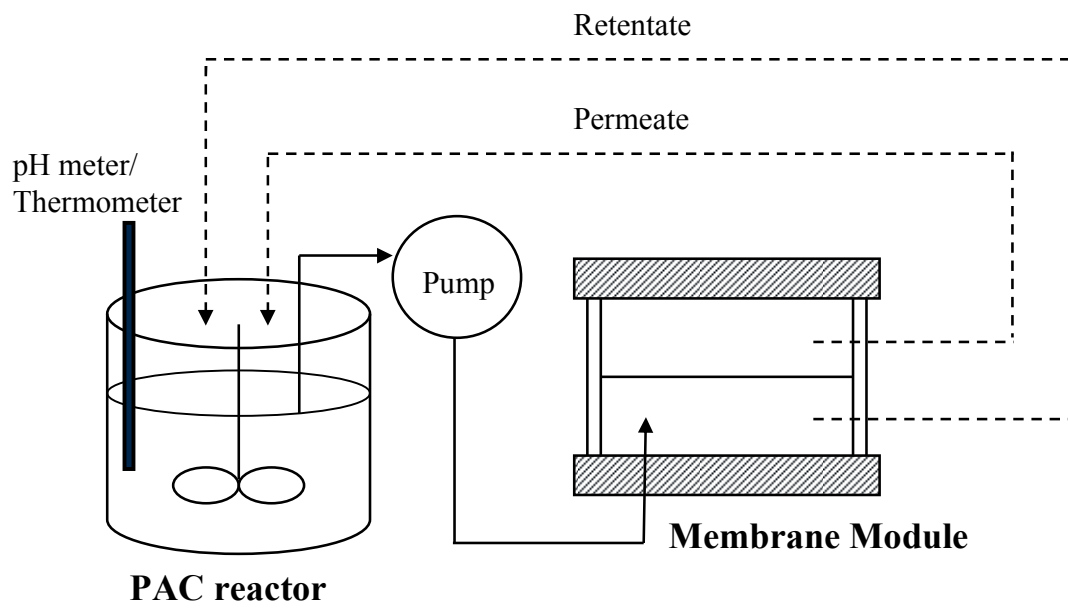 Retentate
Permeate
pH meter/
Thermometer
Pump
Membrane Module
PAC reactor